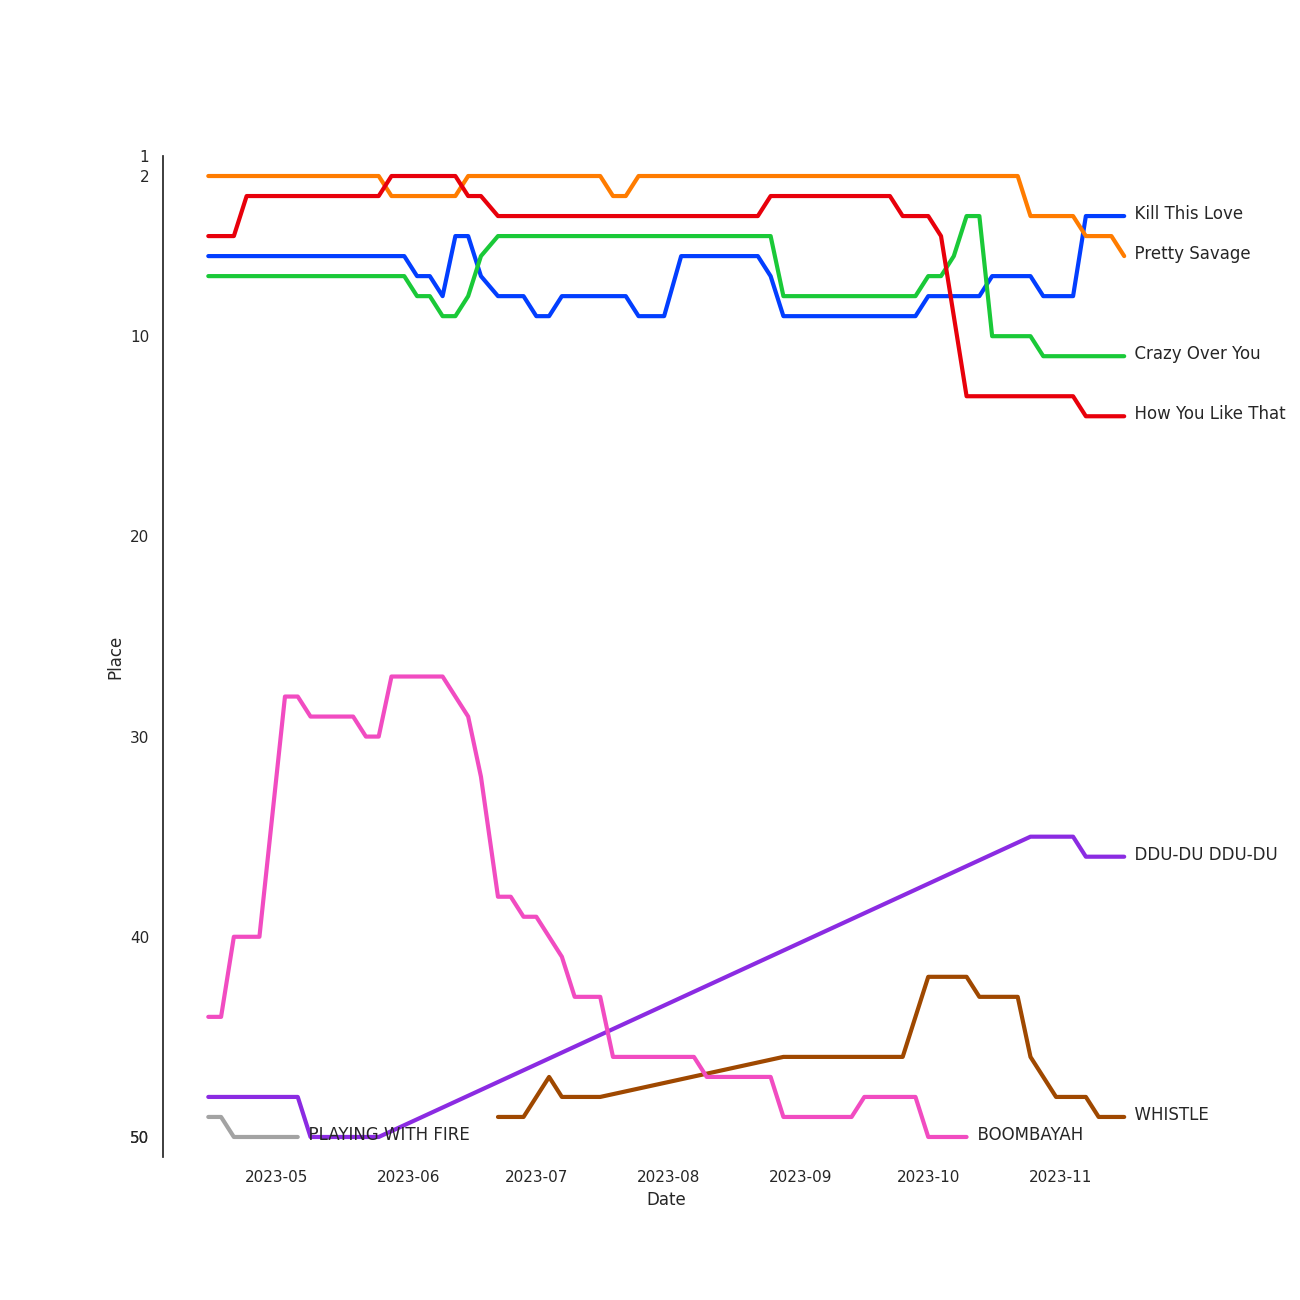 1
2
10
20
30
40
50
Place
Kill This Love
Pretty Savage
Crazy Over You
How You Like That
DDU-DU DDU-DU
WHISTLE
PLAYING WITH FIRE
BOOMBAYAH
2023-05 2023-06 2023-07 2023-08 2023-09 2023-10 2023-11
Date